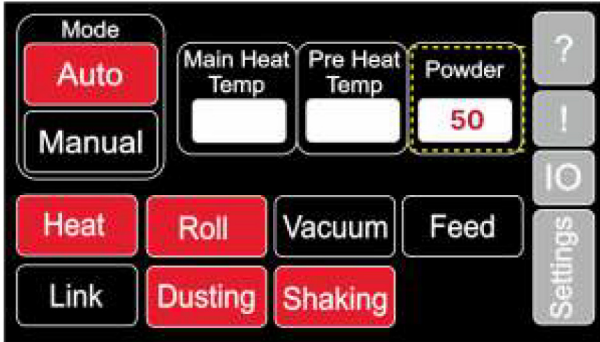 Mode
Auto
Manual
Main Heat
Temp
Pre Heat
Temp
Powder
50
?
!
IO
Settings
Heat
Roll
Vacuum
Feed
Link
Dusting
Shaking